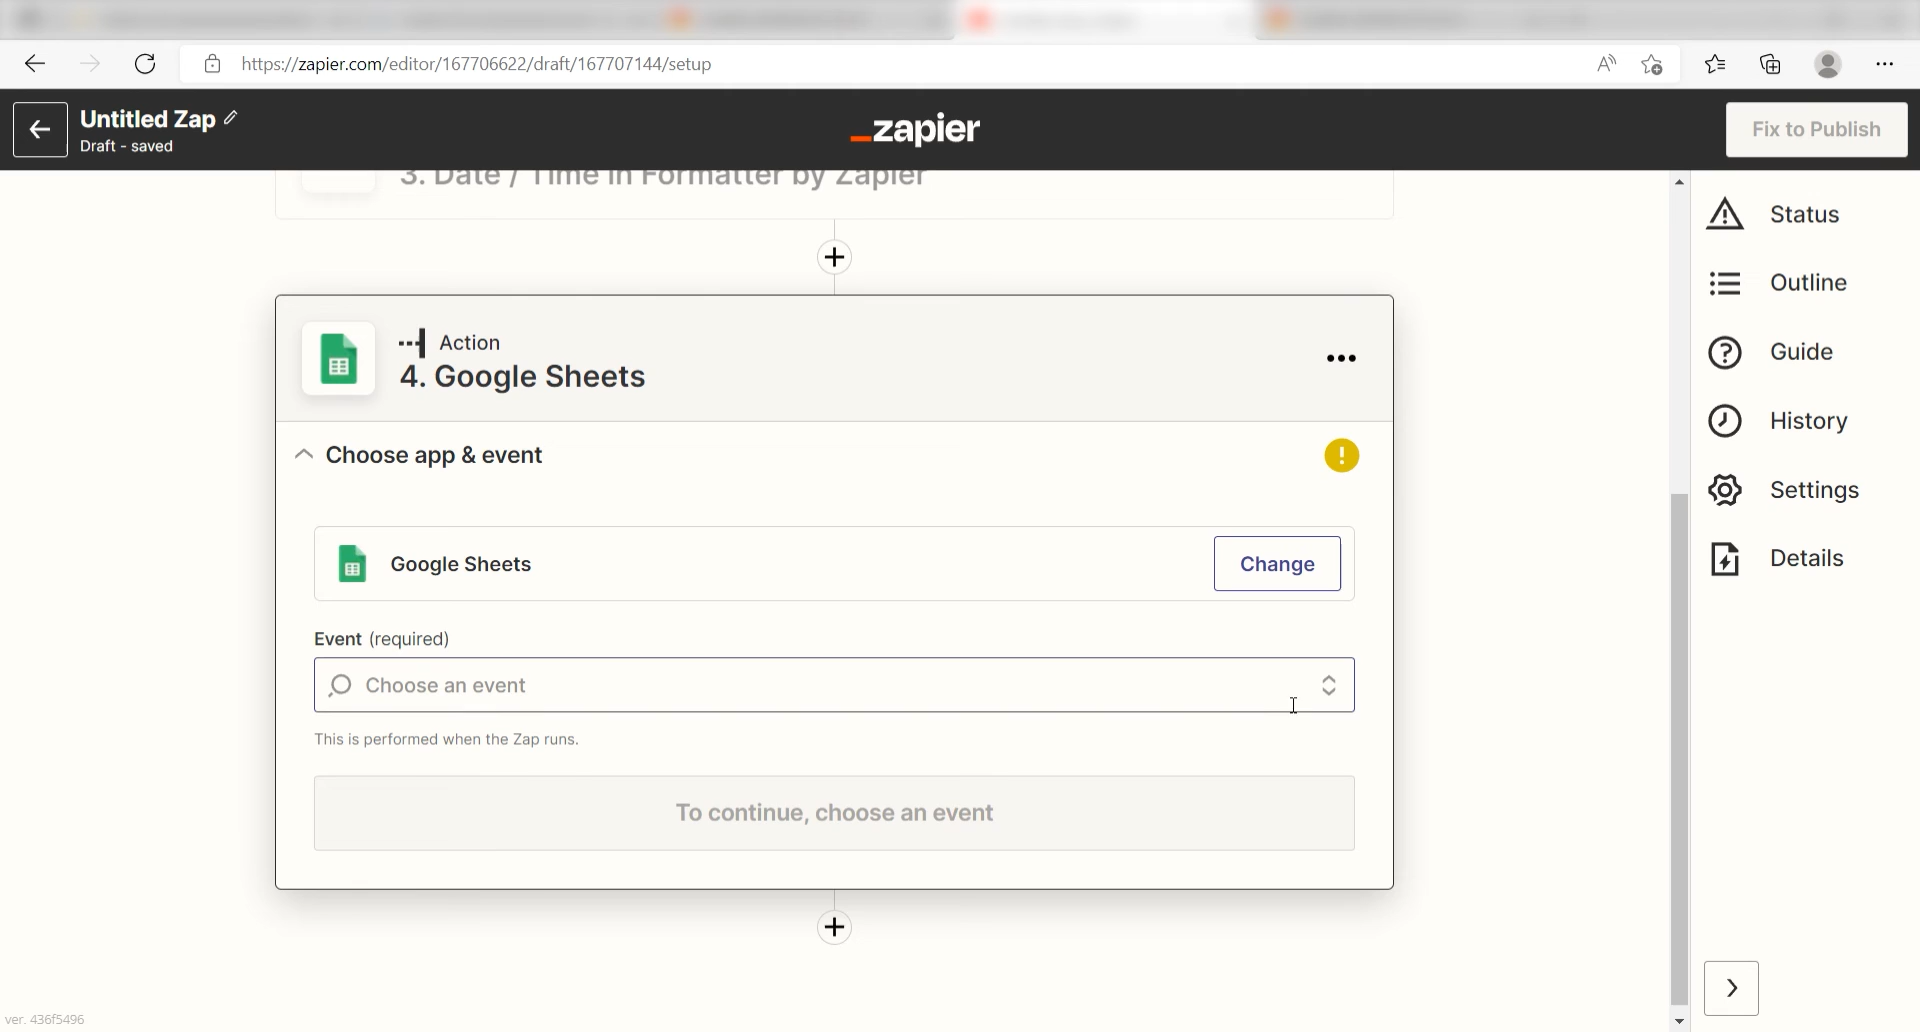 https://zapier.com/editor/167706622/draft/167707144/setup
Untitled Zap
Draft - saved
zapier
Fix to Publish
3. Date / Time in Formatter by Zapier
Action
4. Google Sheets
Choose app & event
Google Sheets
Change
Event (required)
Choose an event
This is performed when the Zap runs.
To continue, choose an event
Status
Outline
Guide
History
Settings
Details
ver. 436f5496